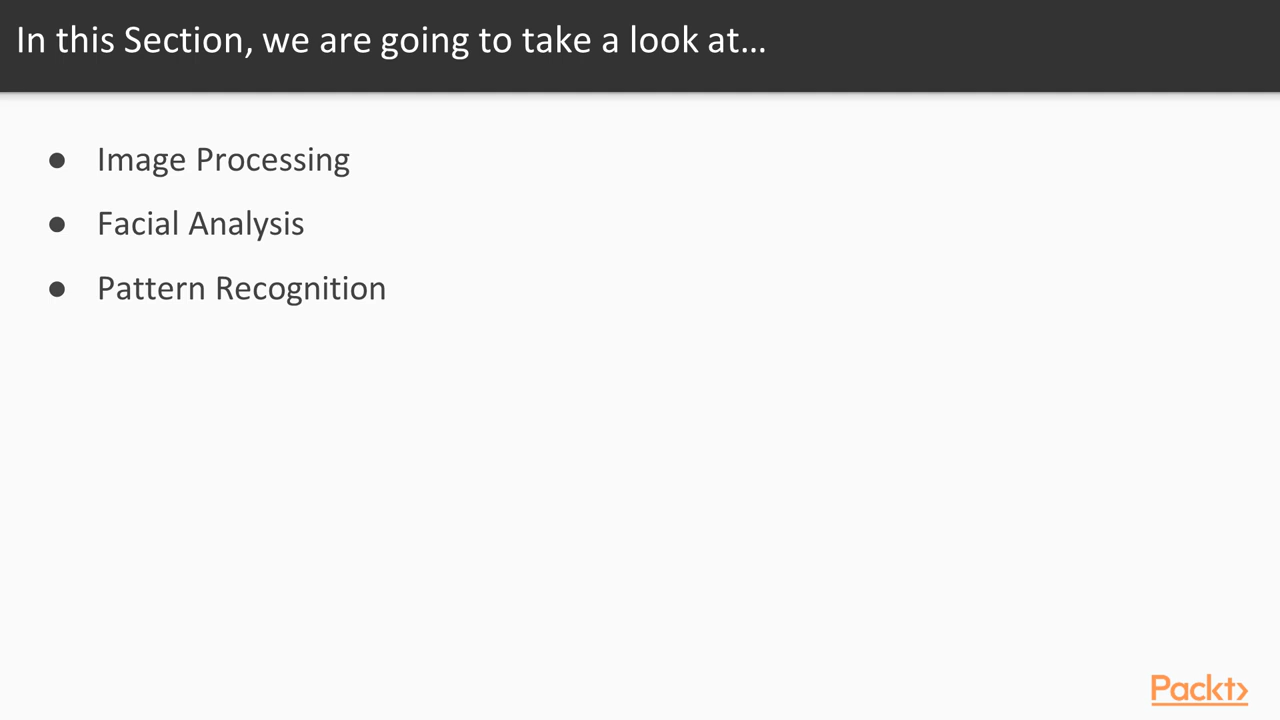 In this Section, we are going to take a look at…
● Image Processing
● Facial Analysis
● Pattern Recognition
Packt>